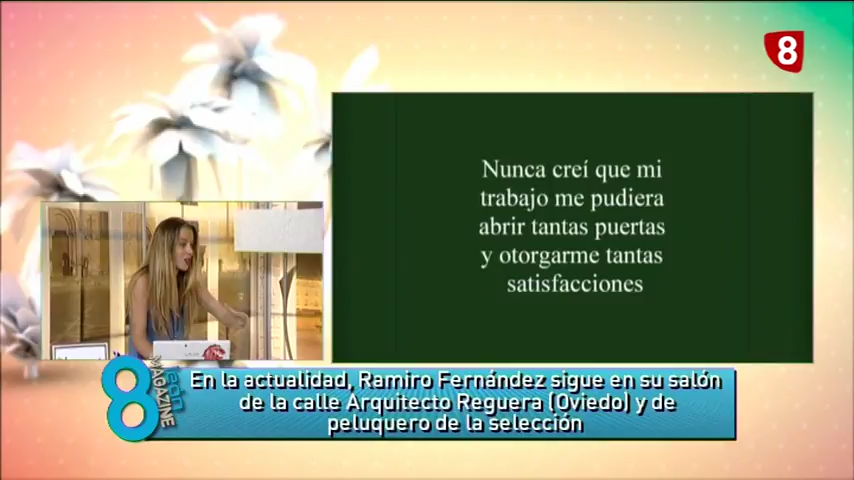 8
Nunca creí que mi
trabajo me pudiera
abrir tantas puertas
y otorgarme tantas
satisfacciones
8 león MAGAZINE
En la actualidad, Ramiro Fernández sigue en su salón
de la calle Arquitecto Reguera (Oviedo) y de
peluquero de la selección